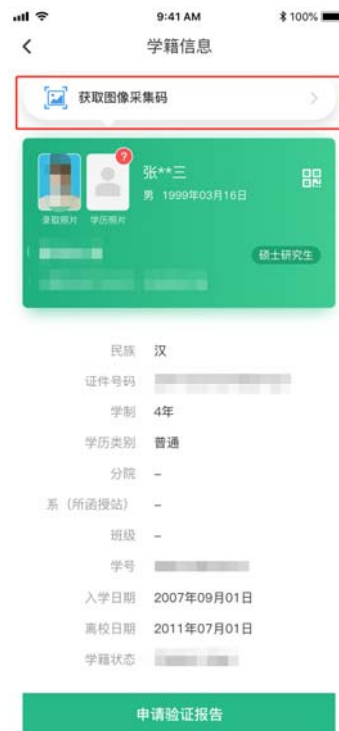 9:41 AM
100%
学籍信息
获取图像采集码
?
张**三
男 1999年03月16日
录取照片 学历照片
硕士研究生
民族 汉
证件号码
学制 4年
学历类别 普通
分院 –
系（所函授站） –
班级 –
学号
入学日期 2007年09月01日
离校日期 2011年07月01日
学籍状态
申请验证报告